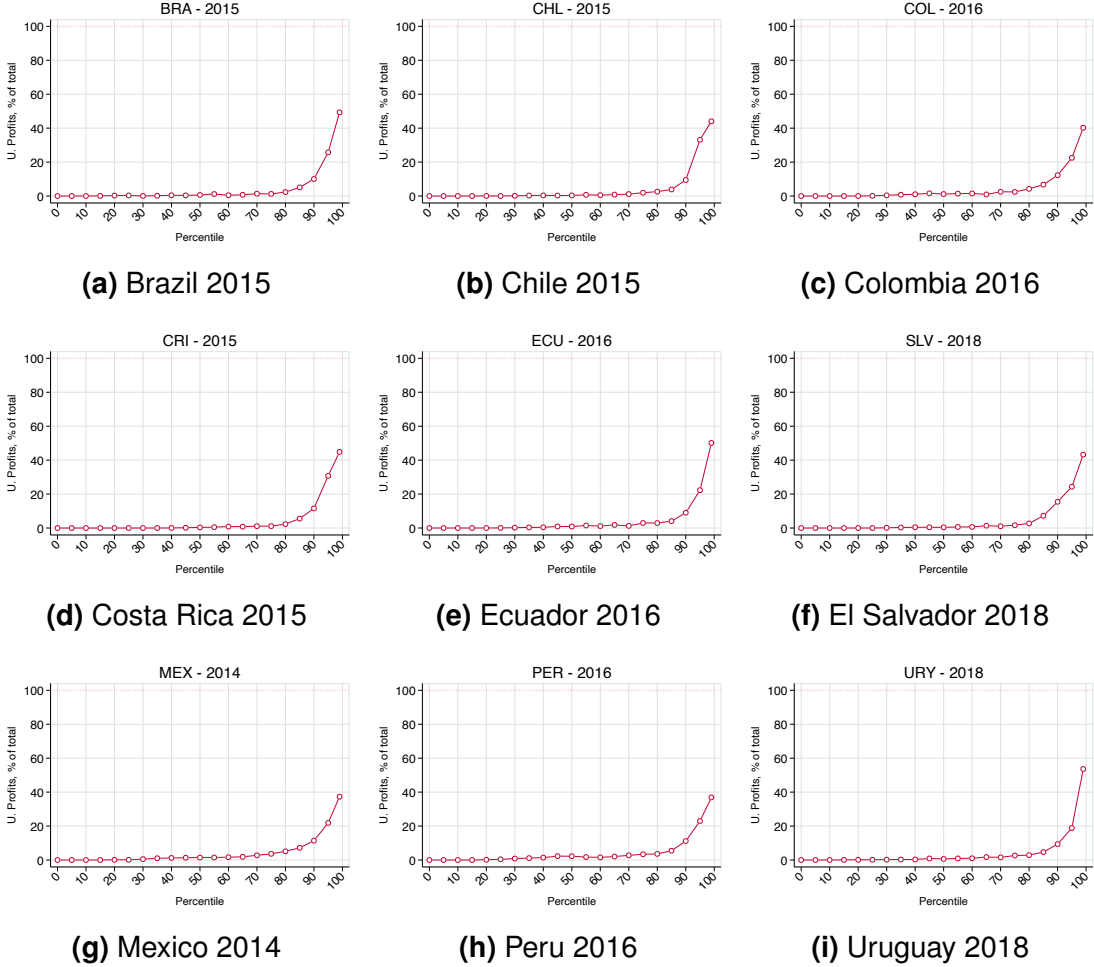 BRA - 2015
U. Profits, % of total
100
80
60
40
20
0
0 10 20 30 40 50 60 70 80 90 100
Percentile
(a) Brazil 2015
CHL - 2015
U. Profits, % of total
100
80
60
40
20
0
0 10 20 30 40 50 60 70 80 90 100
Percentile
(b) Chile 2015
COL - 2016
U. Profits, % of total
100
80
60
40
20
0
0 10 20 30 40 50 60 70 80 90 100
Percentile
(c) Colombia 2016
CRI - 2015
U. Profits, % of total
100
80
60
40
20
0
0 10 20 30 40 50 60 70 80 90 100
Percentile
(d) Costa Rica 2015
ECU - 2016
U. Profits, % of total
100
80
60
40
20
0
0 10 20 30 40 50 60 70 80 90 100
Percentile
(e) Ecuador 2016
SLV - 2018
U. Profits, % of total
100
80
60
40
20
0
0 10 20 30 40 50 60 70 80 90 100
Percentile
(f) El Salvador 2018
MEX - 2014
U. Profits, % of total
100
80
60
40
20
0
0 10 20 30 40 50 60 70 80 90 100
Percentile
(g) Mexico 2014
PER - 2016
U. Profits, % of total
100
80
60
40
20
0
0 10 20 30 40 50 60 70 80 90 100
Percentile
(h) Peru 2016
URY - 2018
U. Profits, % of total
100
80
60
40
20
0
0 10 20 30 40 50 60 70 80 90 100
Percentile
(i) Uruguay 2018